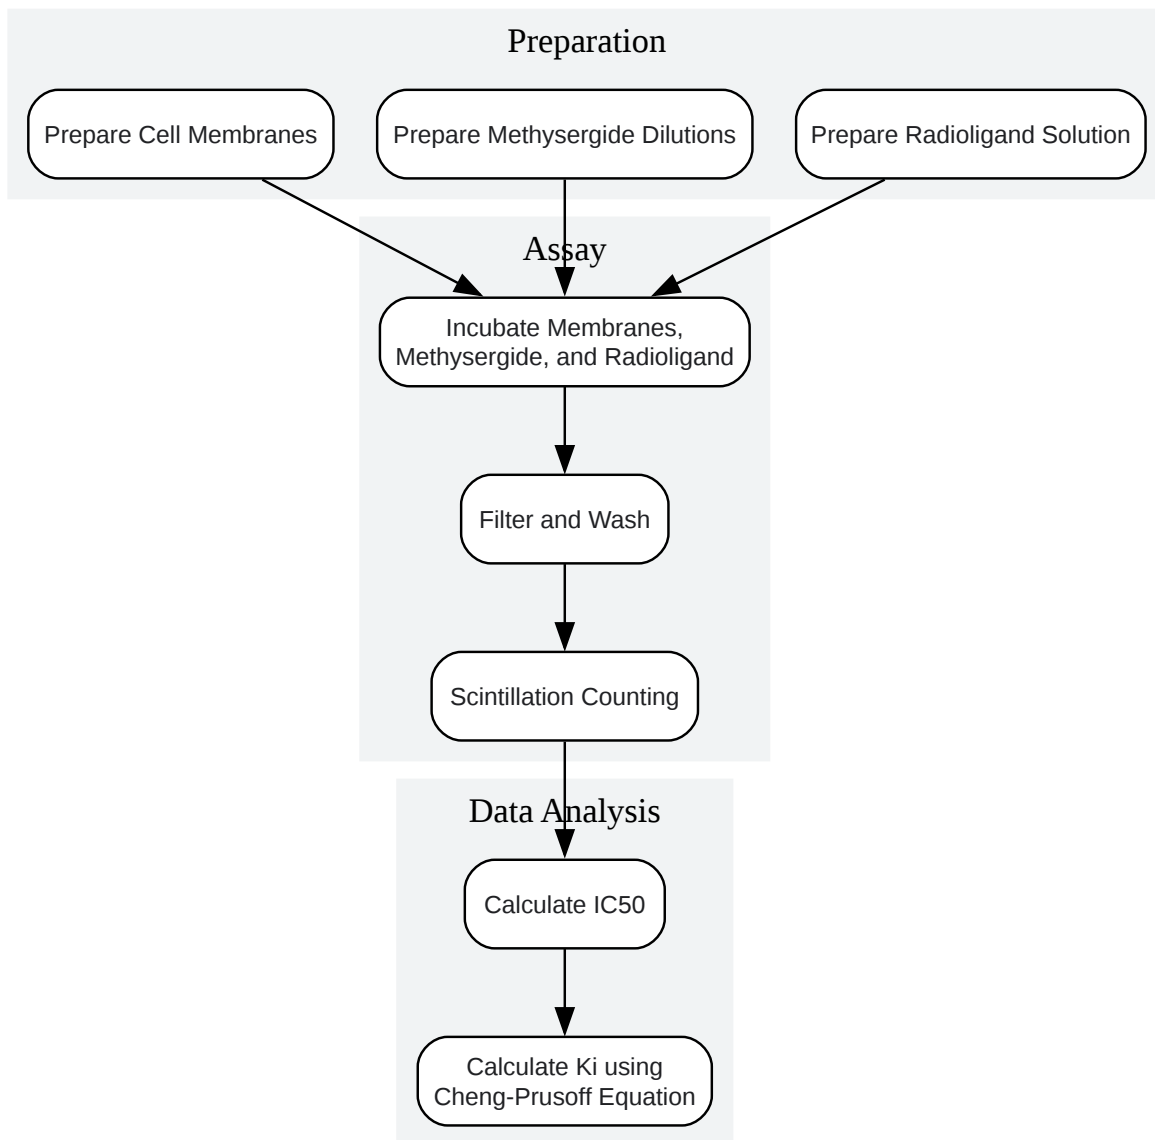 Preparation
Prepare Cell Membranes
Prepare Methysergide Dilutions
Prepare Radioligand Solution
Assay
Incubate Membranes,
Methysergide, and Radioligand
Filter and Wash
Scintillation Counting
Data Analysis
Calculate IC50
Calculate Ki using
Cheng-Prusoff Equation